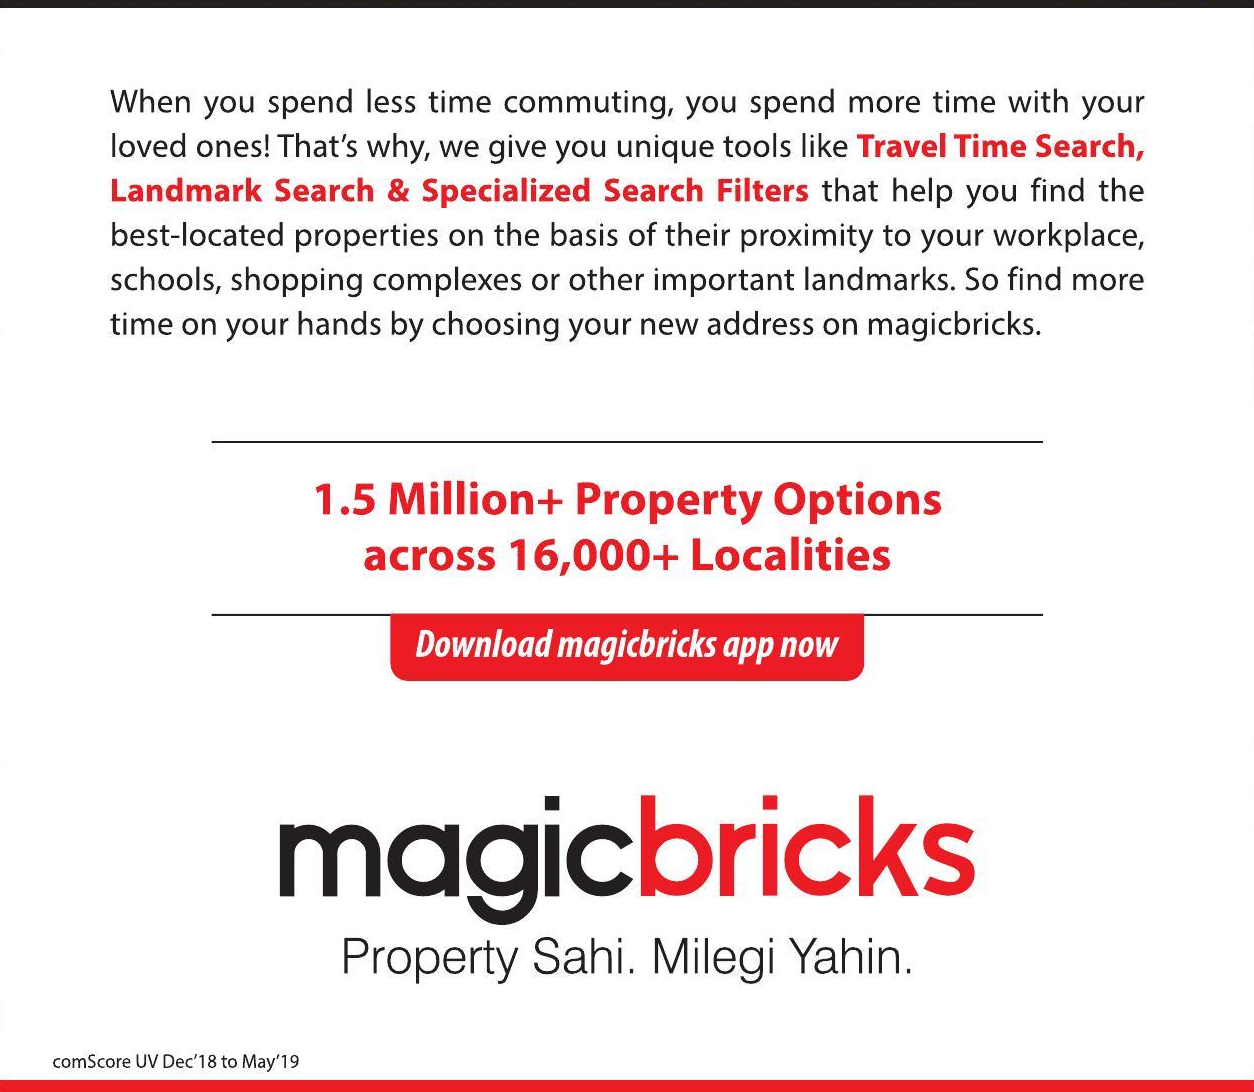 When you spend less time commuting, you spend more time with your
loved ones! That’s why, we give you unique tools like Travel Time Search,
Landmark Search & Specialized Search Filters that help you find the
best-located properties on the basis of their proximity to your workplace,
schools, shopping complexes or other important landmarks. So find more
time on your hands by choosing your new address on magicbricks.
1.5 Million+ Property Options
across 16,000+ Localities
Download magicbricks app now
magicbricks
Property Sahi. Milegi Yahin.
comScore UV Dec’18 to May’19